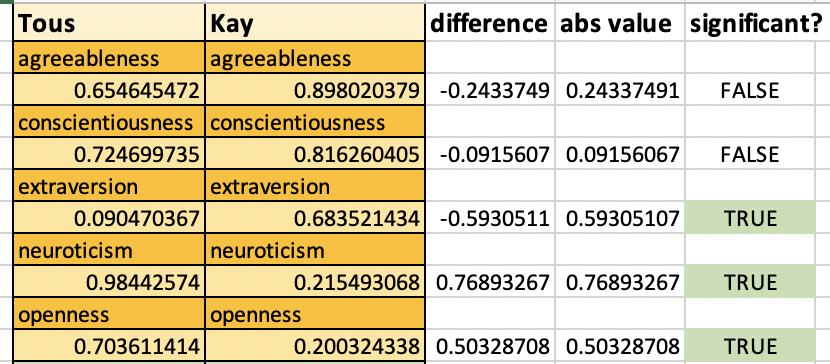 Tous Kay difference abs value significant?
agreeableness agreeableness
0.654645472 0.898020379 -0.2433749 0.24337491 FALSE
conscientiousness conscientiousness
0.724699735 0.816260405 -0.0915607 0.09156067 FALSE
extraversion extraversion
0.090470367 0.683521434 -0.5930511 0.59305107 TRUE
neuroticism neuroticism
0.98442574 0.215493068 0.76893267 0.76893267 TRUE
openness openness
0.703611414 0.200324338 0.50328708 0.50328708 TRUE